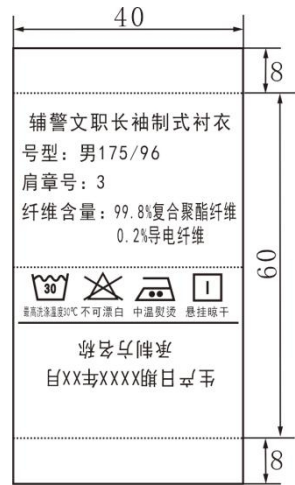 40
8
辅警文职长袖制式衬衣
号型：男175/96
肩章号：3
纤维含量：99.8%复合聚酯纤维
0.2%导电纤维
60
30
最高洗涤温度30℃ 不可漂白 中温熨烫 悬挂晾干
承制方名称
生产日期XXXX年XX月
8